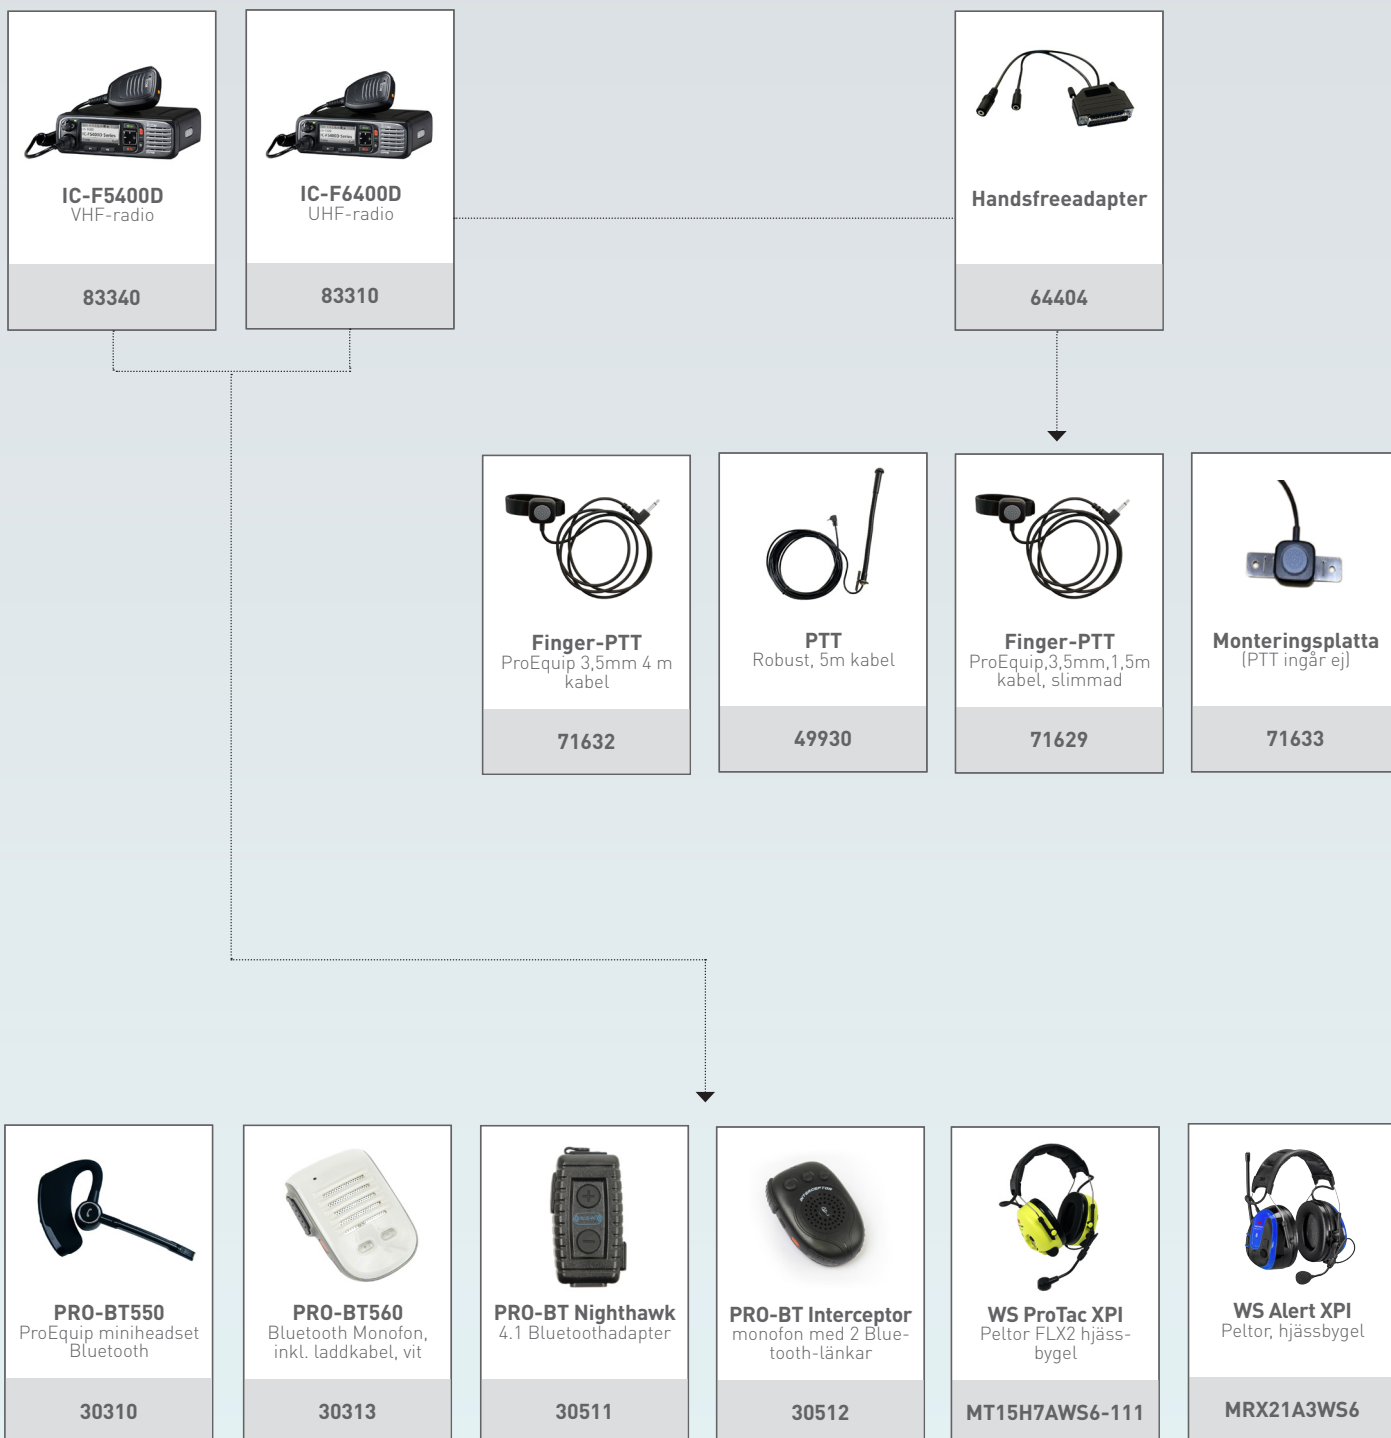 IC-F5400D
VHF-radio
83340
IC-F6400D
UHF-radio
83310
Handsfreeadapter
64404
Finger-PTT
ProEquip 3,5mm 4 m
kabel
71632
PTT
Robust, 5m kabel
49930
Finger-PTT
ProEquip,3,5mm,1,5m
kabel, slimmad
71629
Monteringsplatta
(PTT ingår ej)
71633
PRO-BT550
ProEquip miniheadset
Bluetooth
30310
PRO-BT560
Bluetooth Monofon,
inkl. laddkabel, vit
30313
PRO-BT Nighthawk
4.1 Bluetoothadapter
30511
INTERCEPTOR
PRO-BT Interceptor
monofon med 2 Blue-
tooth-länkar
30512
WS ProTac XPI
Peltor FLX2 hjäss-
bygel
MT15H7AWS6-111
WS Alert XPI
Peltor, hjässbygel
MRX21A3WS6